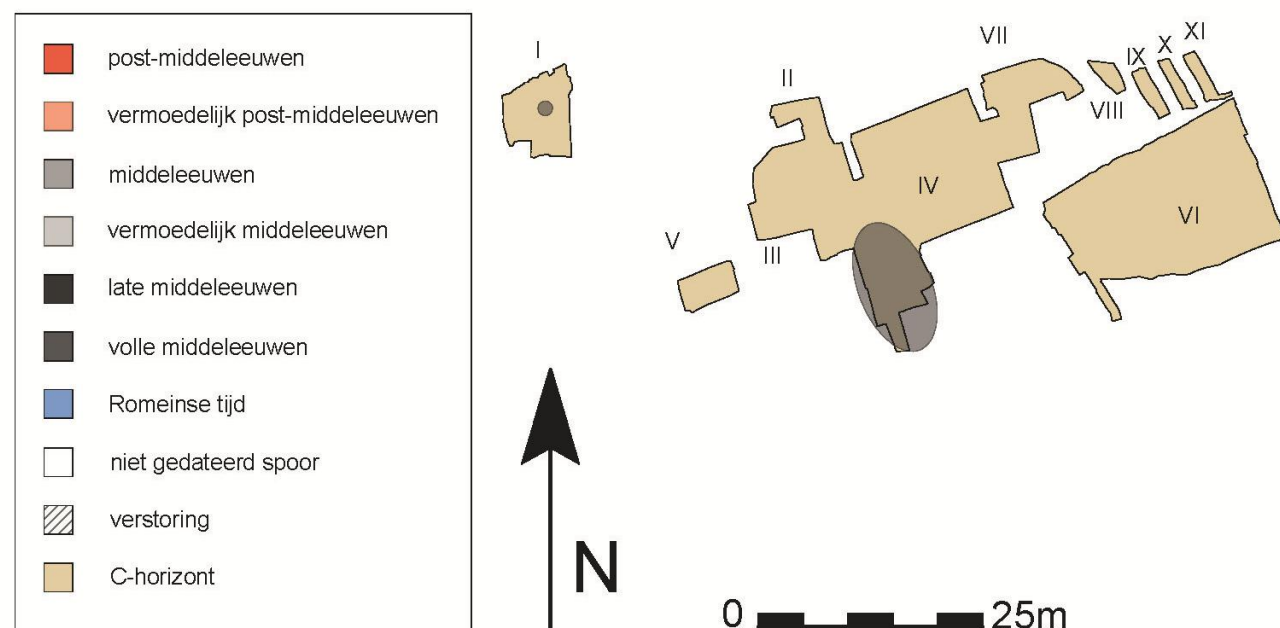 post-middeleeuwen
vermoedelijk post-middeleeuwen
middeleeuwen
vermoedelijk middeleeuwen
late middeleeuwen
volle middeleeuwen
Romeinse tijd
niet gedateerd spoor
verstoring
C-horizont
I
II
VII
VIII
IX
X
XI
IV
VI
V
III
N
0
25m